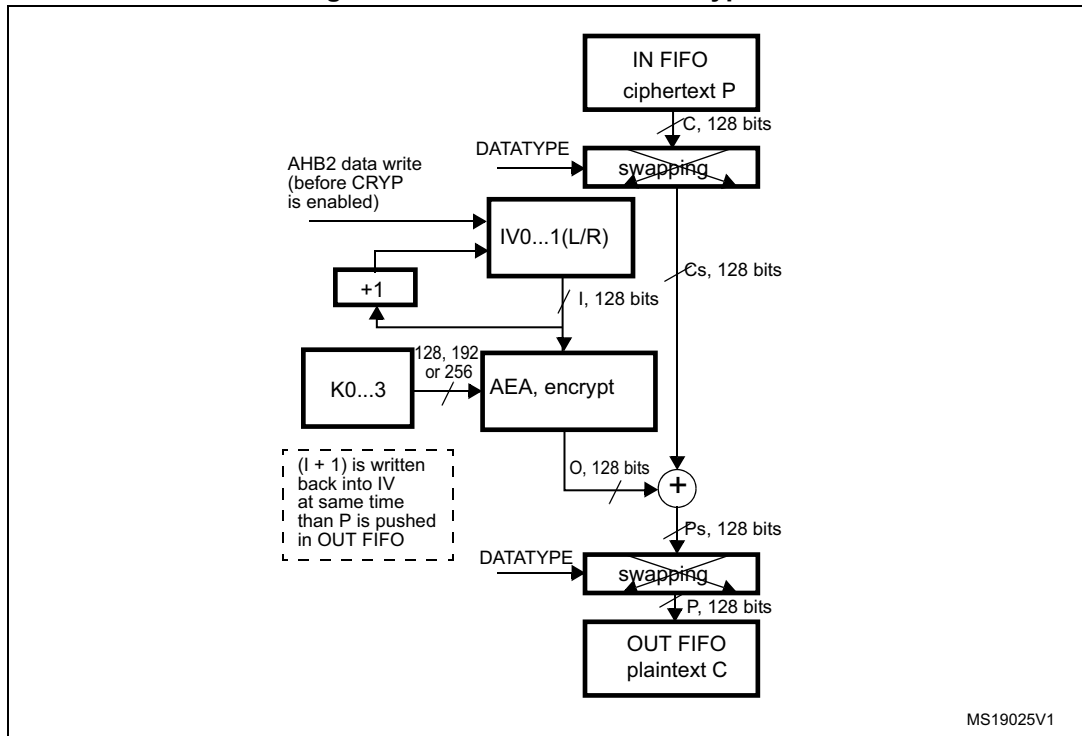 IN FIFO
ciphertext P
C, 128 bits
DATATYPE
swapping
AHB2 data write
(before CRYP
is enabled)
IV0...1(L/R)
Cs, 128 bits
+1
I, 128 bits
128, 192
or 256
K0...3
AEA, encrypt
(I + 1) is written
back into IV
at same time
than P is pushed
in OUT FIFO
O, 128 bits
+
Ps, 128 bits
DATATYPE
swapping
P, 128 bits
OUT FIFO
plaintext C
MS19025V1